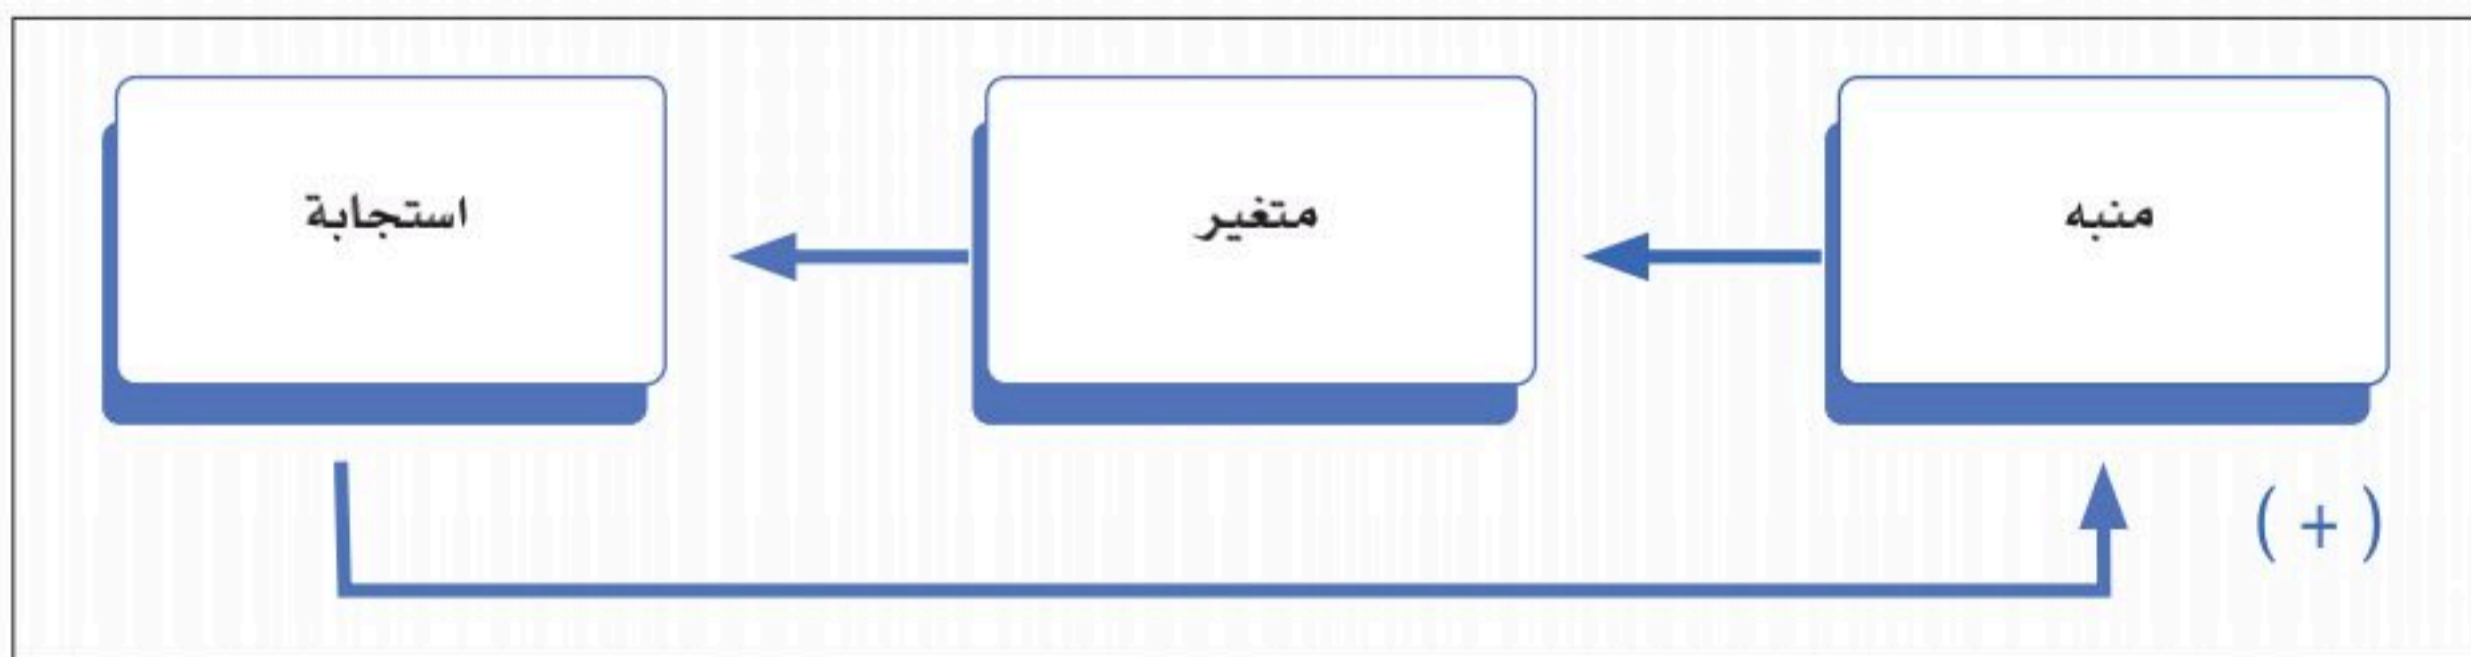 منبه
متغير
استجابة
( + )